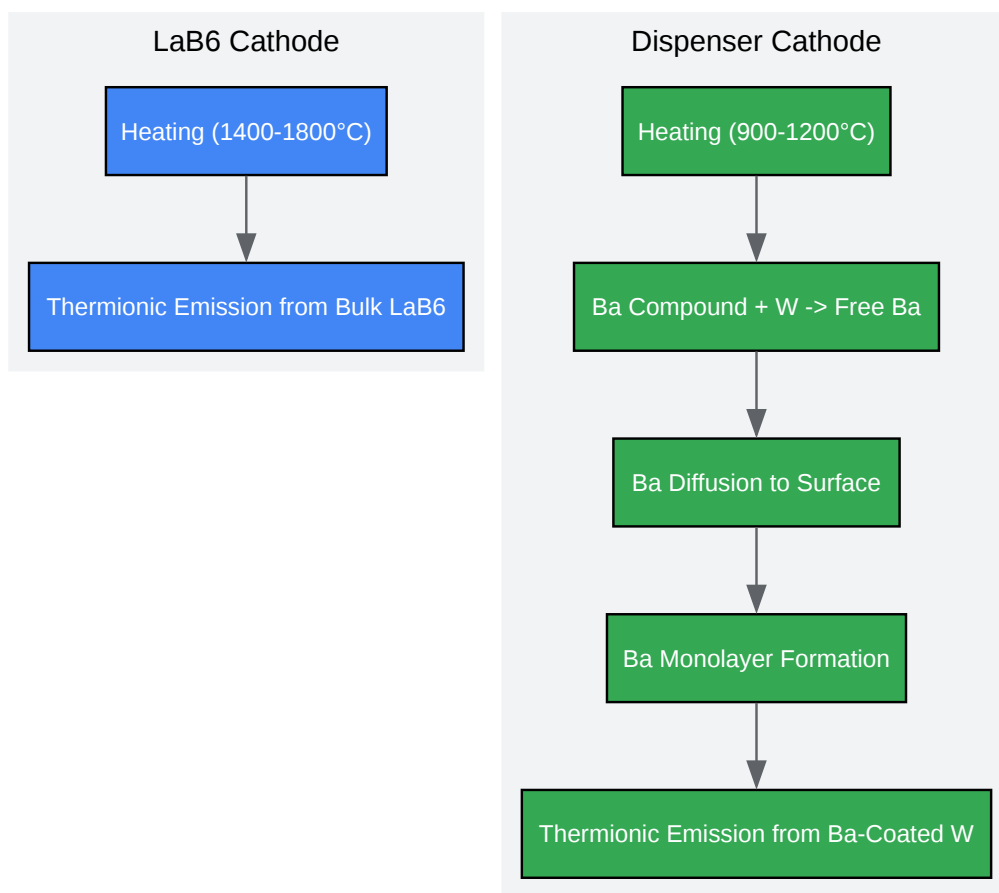 LaB6 Cathode
Heating (1400-1800°C)
Thermionic Emission from Bulk LaB6
Dispenser Cathode
Heating (900-1200°C)
Ba Compound + W -> Free Ba
Ba Diffusion to Surface
Ba Monolayer Formation
Thermionic Emission from Ba-Coated W